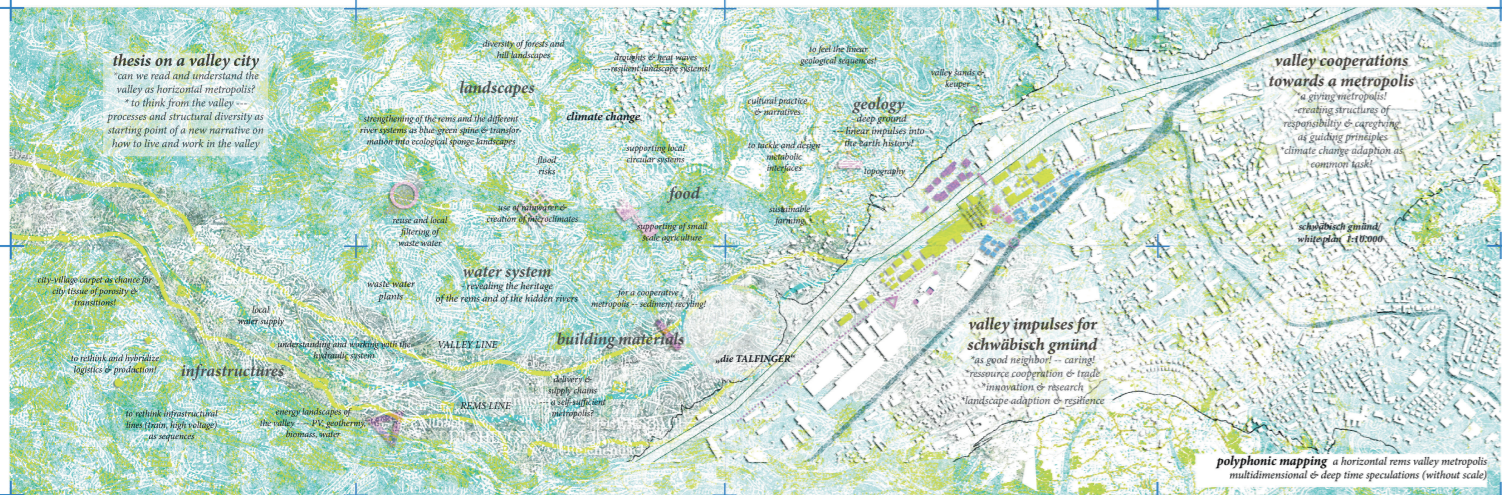 thesis on a valley city
*can we read and understand the
valley as horizontal metropolis?
* to think from the valley ---
processes and structural diversity as
starting point of a new narrative on
how to live and work in the valley
diversity of forests and
hill landscapes
landscapes
strengthening of the rems and the different
river systems as blue-green spine & transfor-
mation into ecological sponge landscapes
droughts & heat waves
--resilient landscape systems!
climate change
flood
risks
supporting local
circular systems
food
supporting of small
scale agriculture
use of rainwater &
creation of microclimates
reuse and local
filtering of
waste water
to feel the linear
geological sequences!
valley sands &
keuper
cultural practice
& narratives
geology
- deep ground
--- linear impulses into
the earth history!
to tackle and design
metabolic
interfaces
topography
sustainable
farming
valley cooperations
towards a metropolis
*a giving metropolis!
-creating structures of
responsibiltiy & caregiving
as guiding principles
*climate change adaption as
common task!
schwäbisch gmünd/
whiteplan 1:10.000
water system
- revealing the heritage
of the rems and of the hidden rivers
waste water
plants
city-village carpet as chance for
city tissue of porosity &
transitions!
local
water supply
understanding and working with the
hydraulic system
VALLEY LINE
for a cooperative
metropolis -- sediment recyling!
building materials
„die TALFINGER"
to rethink and hybridize
logistics & production!
infrastructures
delivery &
supply chains
--- a self-sufficient
metropolis?
REMS LINE
to rethink infrastructural
lines (train, high voltage)
as sequences
energy landscapes of
the valley ---- PV, geothermy,
biomass, water
valley impulses for
schwäbisch gmünd
*as good neighbor! -- caring!
*ressource cooperation & trade
*innovation & research
*landscape adaption & resilience
polyphonic mapping a horizontal rems valley metropolis
multidimensional & deep time speculations (without scale)